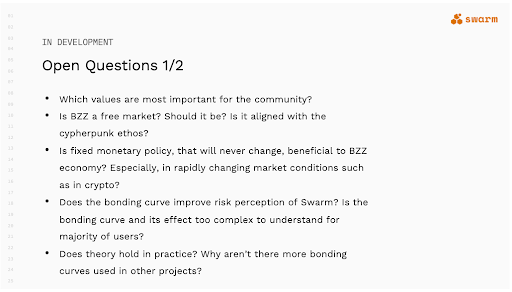 swarm
IN DEVELOPMENT
Open Questions 1/2
• Which values are most important for the community?
• Is BZZ a free market? Should it be? Is it aligned with the
cypherpunk ethos?
• Is fixed monetary policy, that will never change, beneficial to BZZ
economy? Especially, in rapidly changing market conditions such
as in crypto?
• Does the bonding curve improve risk perception of Swarm? Is the
bonding curve and its effect too complex to understand for
majority of users?
• Does theory hold in practice? Why aren't there more bonding
curves used in other projects?